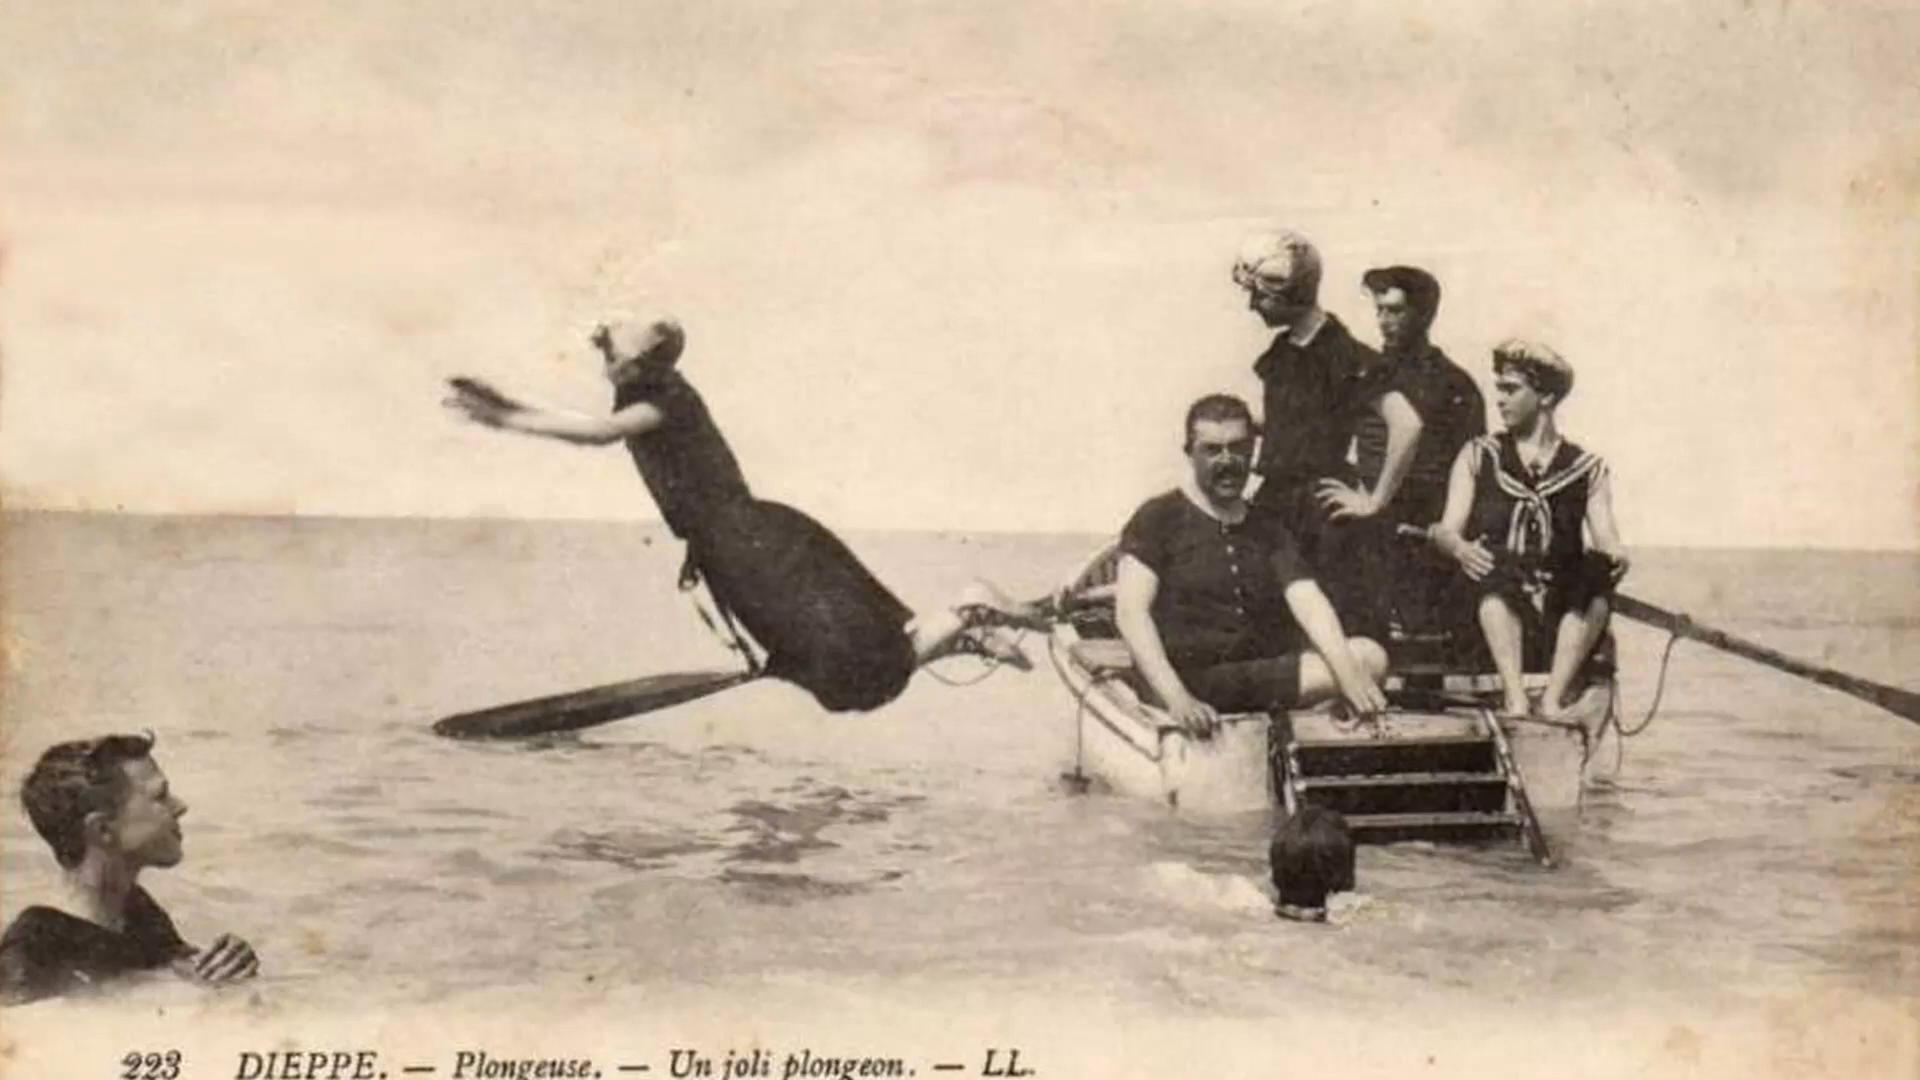 223 DIEPPE. — Plongeuse. — Un joli plongeon. — LL.